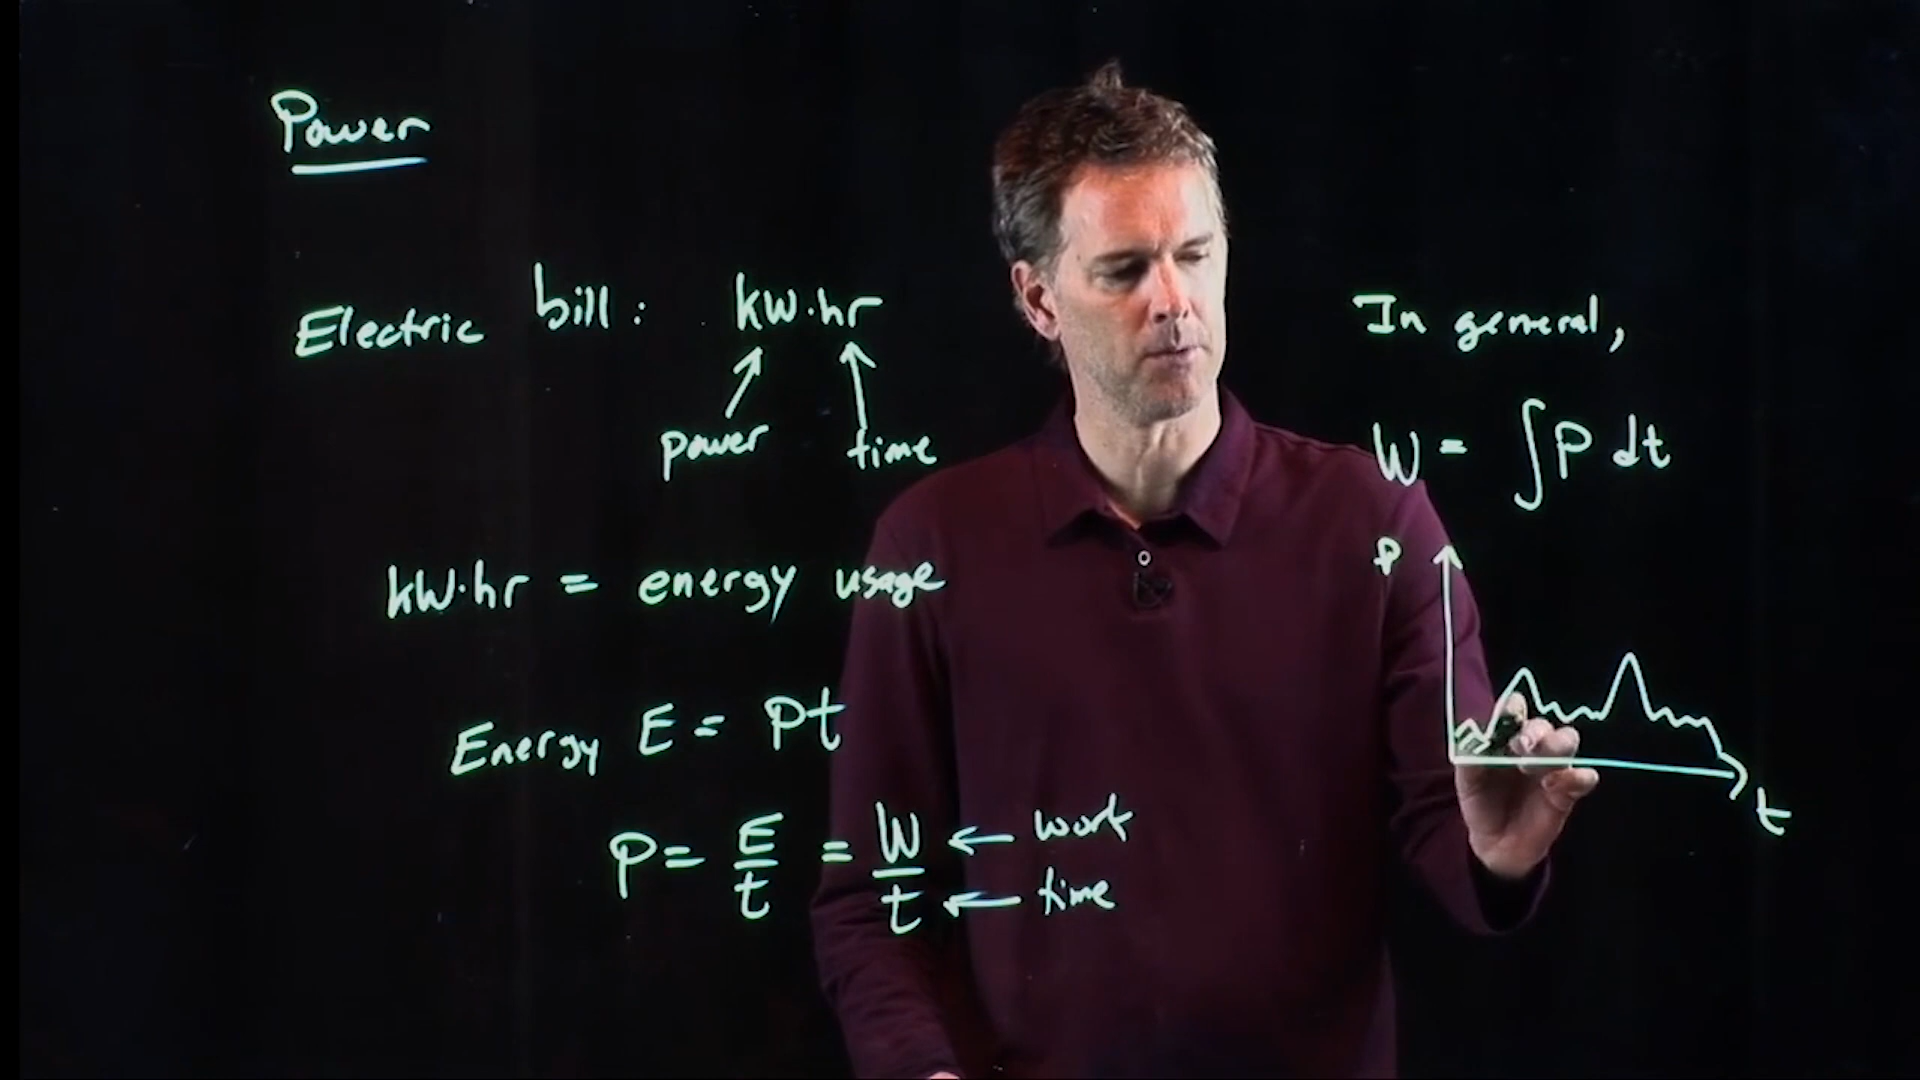 Power
Electric bill: kW·hr
power time
kW·hr = energy usage
Energy E = Pt
P = E/t = W/t ← work
← time
In general,
W = ∫P dt
P
t